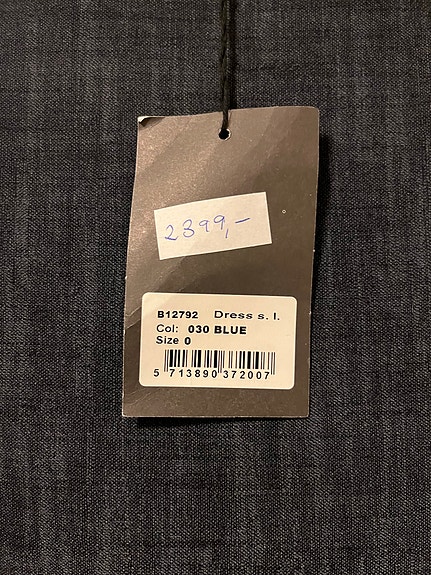 2399,-
B12792 Dress s. l.
Col: 030 BLUE
Size 0
5 713890 372007